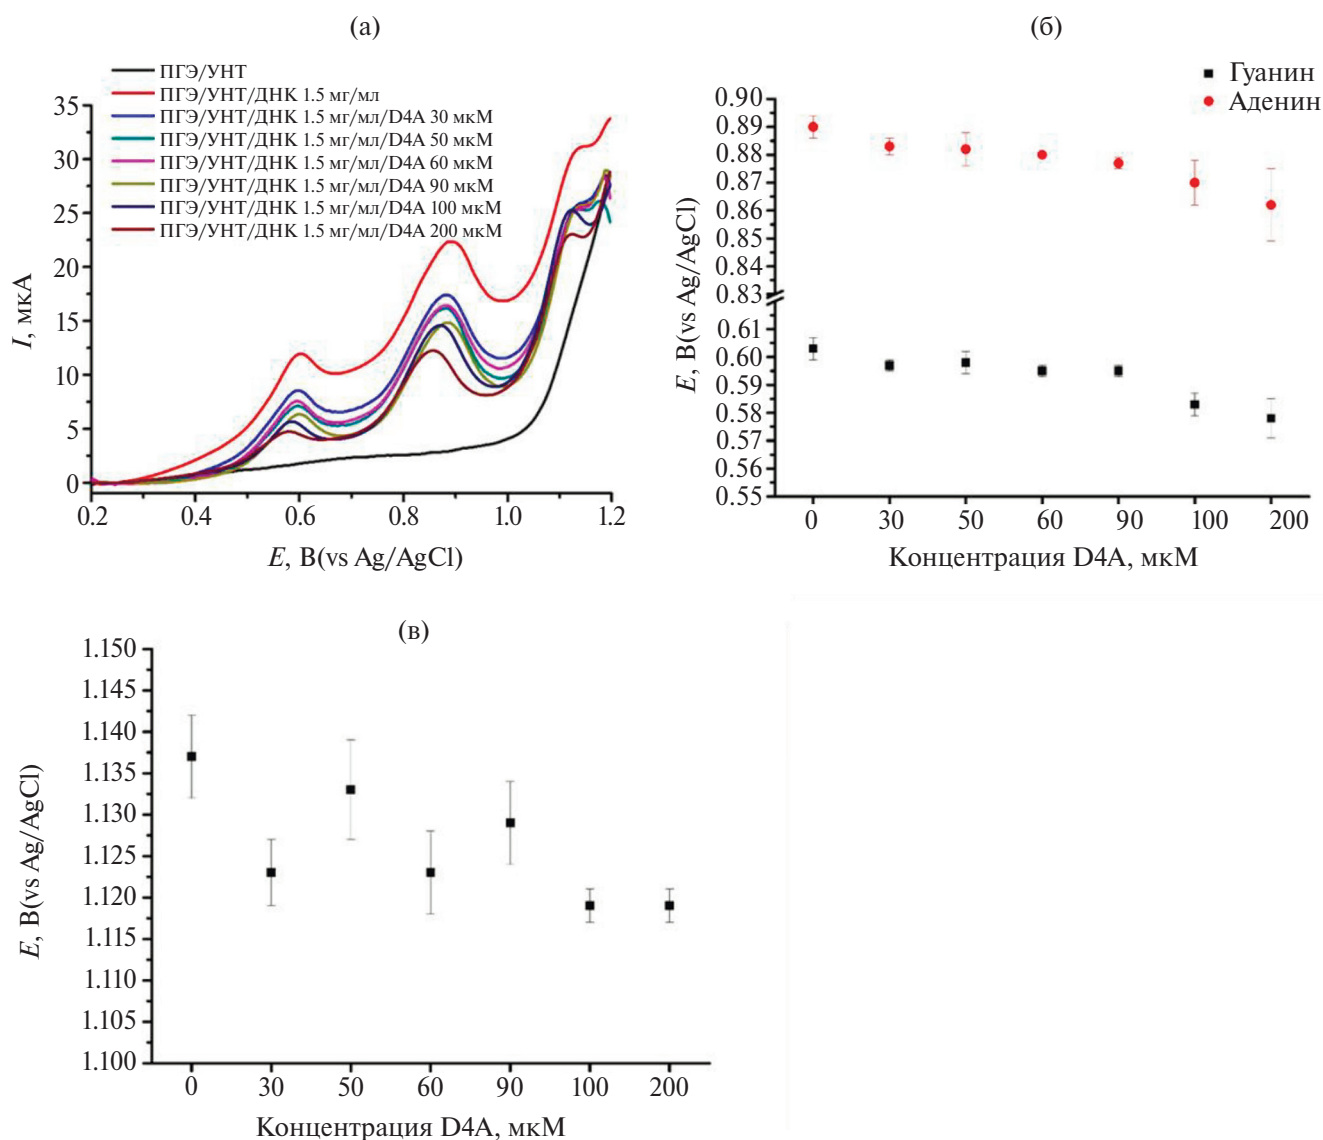 (а)
ПГЭ/УНТ
ПГЭ/УНТ/ДНК 1.5 мг/мл
ПГЭ/УНТ/ДНК 1.5 мг/мл/D4A 30 мкМ
ПГЭ/УНТ/ДНК 1.5 мг/мл/D4A 50 мкМ
ПГЭ/УНТ/ДНК 1.5 мг/мл/D4A 60 мкМ
ПГЭ/УНТ/ДНК 1.5 мг/мл/D4A 90 мкМ
ПГЭ/УНТ/ДНК 1.5 мг/мл/D4A 100 мкМ
ПГЭ/УНТ/ДНК 1.5 мг/мл/D4A 200 мкМ
35
30
25
20
15
10
5
0
I, мкА
0.2 0.4 0.6 0.8 1.0 1.2
E, В(vs Ag/AgCl)
(б)
Гуанин
Аденин
0.90
0.89
0.88
0.87
0.86
0.85
0.84
0.83
0.61
0.60
0.59
0.58
0.57
0.56
0.55
E, В(vs Ag/AgCl)
0 30 50 60 90 100 200
Концентрация D4A, мкМ
(в)
1.150
1.145
1.140
1.135
1.130
1.125
1.120
1.115
1.110
1.105
1.100
E, В(vs Ag/AgCl)
0 30 50 60 90 100 200
Концентрация D4A, мкМ